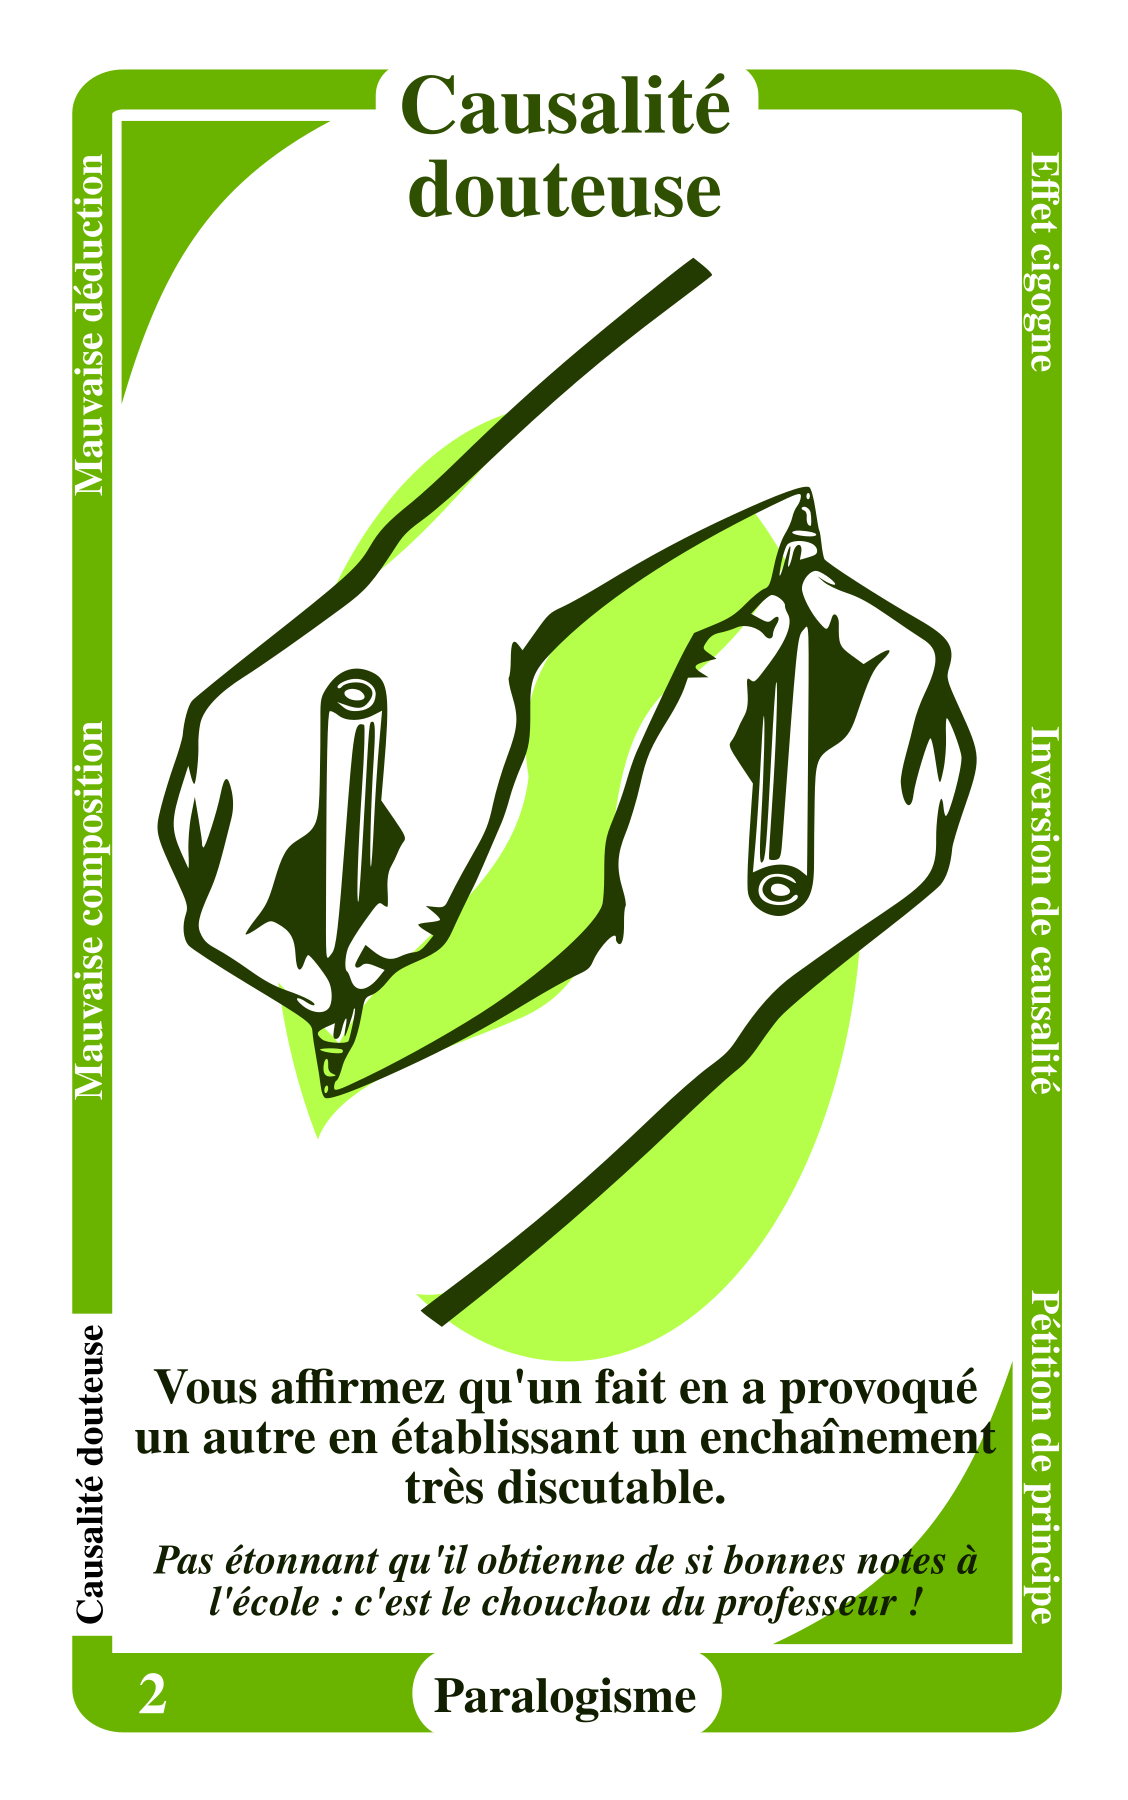 Causalité
douteuse
Mauvaise déduction
Mauvaise composition
Causalité douteuse
Effet cigogne
Inversion de causalité
Pétition de principe
Vous affirmez qu'un fait en a provoqué
un autre en établissant un enchaînement
très discutable.
Pas étonnant qu'il obtienne de si bonnes notes à
l'école : c'est le chouchou du professeur !
2
Paralogisme